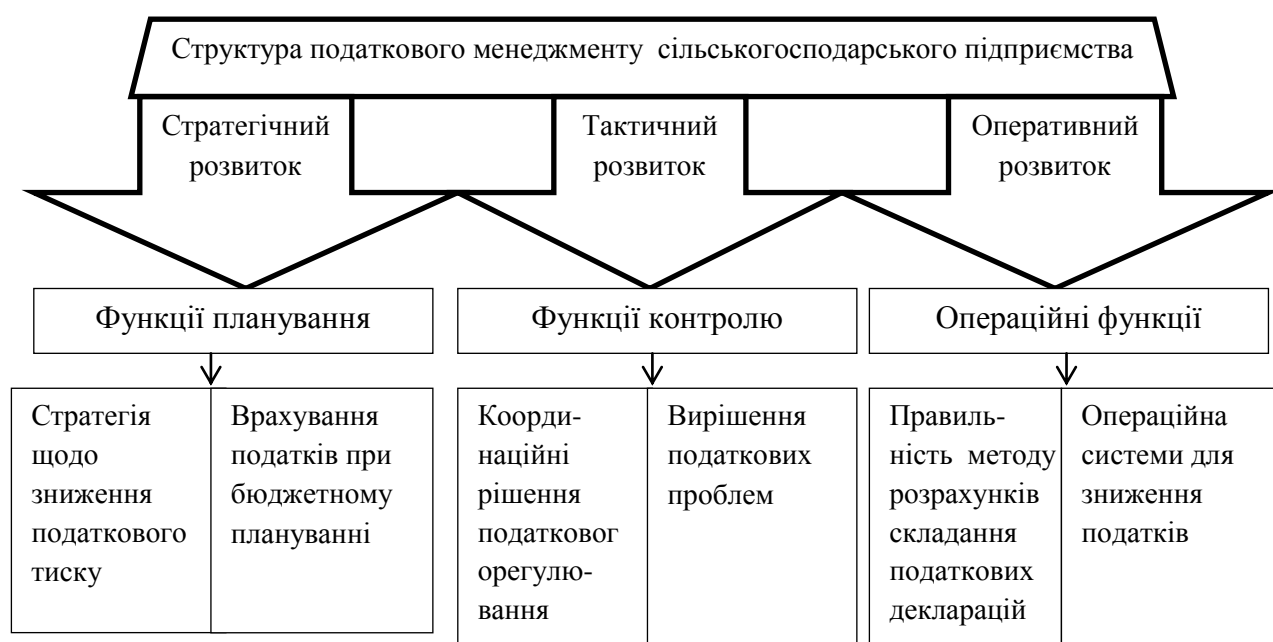 Структура податкового менеджменту сільськогосподарського підприємства
Стратегічний
розвиток
Тактичний
розвиток
Оперативний
розвиток
Функції планування
Функції контролю
Операційні функції
Стратегія
щодо
зниження
податкового
тиску
Врахування
податків при
бюджетному
плануванні
Коорди-
наційні
рішення
податковог
орегулю-
вання
Вирішення
податкових
проблем
Правиль-
ність методу
розрахунків
складання
податкових
декларацій
Операційна
системи для
зниження
податків